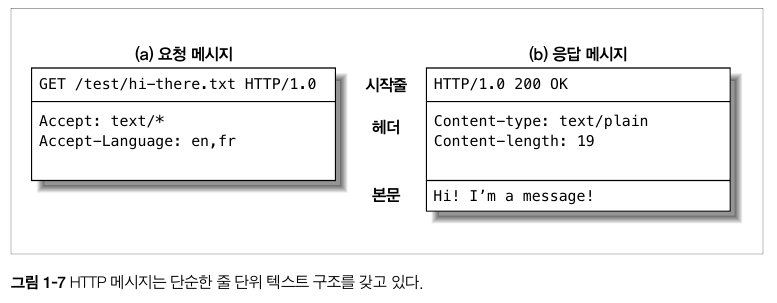 (a) 요청 메시지
GET /test/hi-there.txt HTTP/1.0
Accept: text/*
Accept-Language: en,fr
시작줄
헤더
본문
(b) 응답 메시지
HTTP/1.0 200 OK
Content-type: text/plain
Content-length: 19
Hi! I'm a message!
그림 1-7 HTTP 메시지는 단순한 줄 단위 텍스트 구조를 갖고 있다.